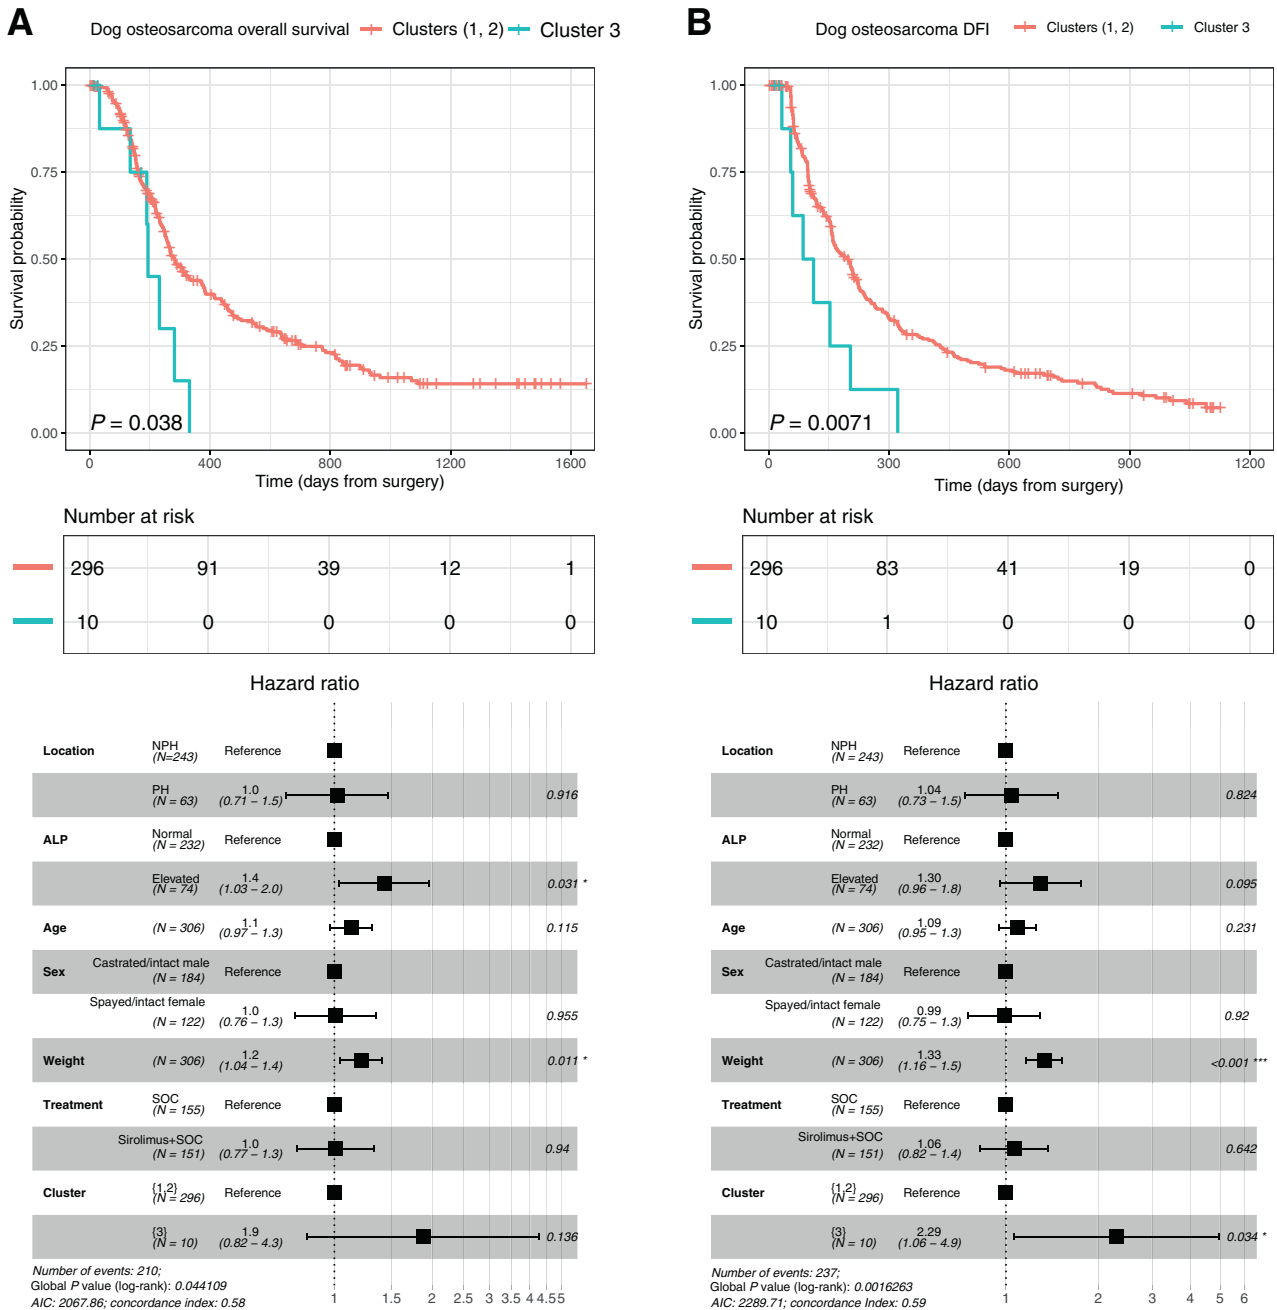 A
Dog osteosarcoma overall survival Clusters (1, 2) Cluster 3
1.00
0.75
0.50
0.25
0.00
Survival probability
P = 0.038
0 400 800 1200 1600
Time (days from surgery)
Number at risk
296 91 39 12 1
10 0 0 0 0
Hazard ratio
Location NPH (N=243) Reference
PH (N = 63) 1.0 (0.71 – 1.5) 0.916
ALP Normal (N = 232) Reference
Elevated (N = 74) 1.4 (1.03 – 2.0) 0.031 *
Age (N = 306) 1.1 (0.97 – 1.3) 0.115
Sex Castrated/intact male (N = 184) Reference
Spayed/intact female (N = 122) 1.0 (0.76 – 1.3) 0.955
Weight (N = 306) 1.2 (1.04 – 1.4) 0.011 *
Treatment SOC (N = 155) Reference
Sirolimus+SOC (N = 151) 1.0 (0.77 – 1.3) 0.94
Cluster {1,2} (N = 296) Reference
{3} (N = 10) 1.9 (0.82 – 4.3) 0.136
Number of events: 210;
Global P value (log-rank): 0.044109
AIC: 2067.86; concordance index: 0.58
1 1.5 2 2.5 3 3.5 4 4.55 5
B
Dog osteosarcoma DFI Clusters (1, 2) Cluster 3
1.00
0.75
0.50
0.25
0.00
Survival probability
P = 0.0071
0 300 600 900 1200
Time (days from surgery)
Number at risk
296 83 41 19 0
10 1 0 0 0
Hazard ratio
Location NPH (N = 243) Reference
PH (N = 63) 1.04 (0.73 – 1.5) 0.824
ALP Normal (N = 232) Reference
Elevated (N = 74) 1.30 (0.96 – 1.8) 0.095
Age (N = 306) 1.09 (0.95 – 1.3) 0.231
Sex Castrated/intact male (N = 184) Reference
Spayed/intact female (N = 122) 0.99 (0.75 – 1.3) 0.92
Weight (N = 306) 1.33 (1.16 – 1.5) <0.001 ***
Treatment SOC (N = 155) Reference
Sirolimus+SOC (N = 151) 1.06 (0.82 – 1.4) 0.642
Cluster {1,2} (N = 296) Reference
{3} (N = 10) 2.29 (1.06 – 4.9) 0.034 *
Number of events: 237;
Global P value (log-rank): 0.0016263
AIC: 2289.71; concordance Index: 0.59
1 2 3 4 5 6